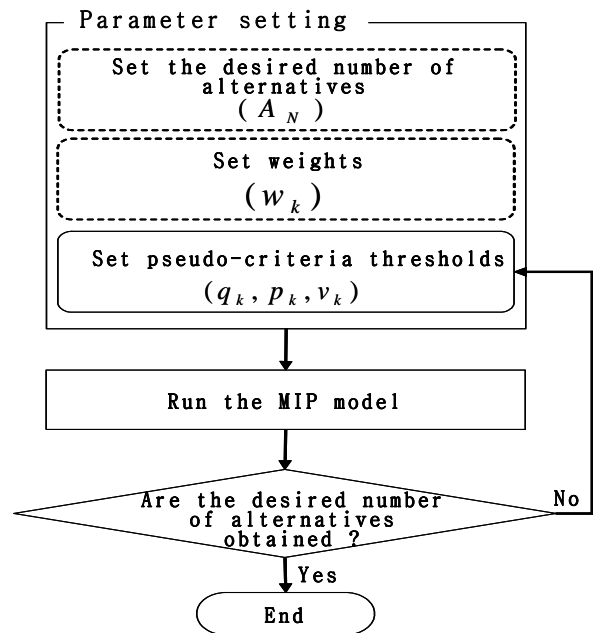 Parameter setting
Set the desired number of
alternatives
(A_N)
Set weights
(w_k)
Set pseudo-criteria thresholds
(q_k, p_k, v_k)
Run the MIP model
Are the desired number
of alternatives
obtained ?
No
Yes
End